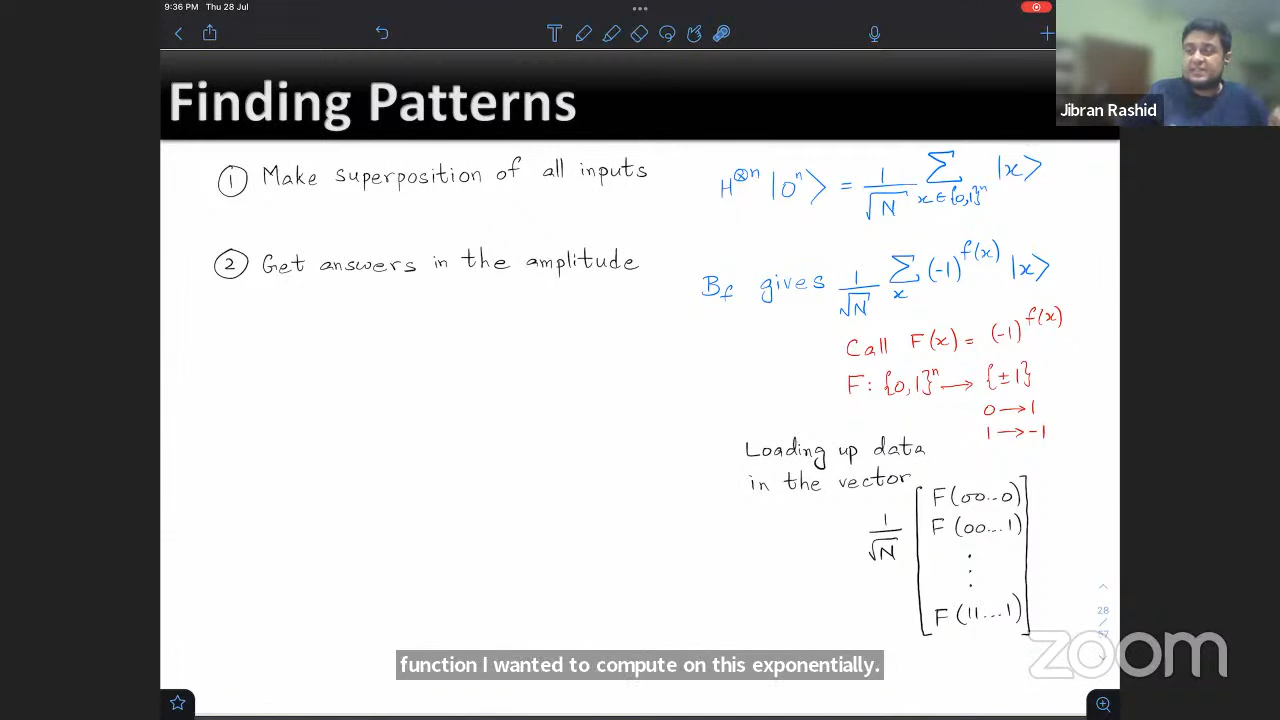 9:36 PM Thu 28 Jul
Finding Patterns
Jibran Rashid
① Make superposition of all inputs
H^{⊗n} |0^n⟩ = 1/√N ∑_{x∈{0,1}^n} |x⟩
② Get answers in the amplitude
B_f gives 1/√N ∑_x (-1)^{f(x)} |x⟩
Call F(x) = (-1)^{f(x)}
F: {0,1}^n → {±1}
0 → 1
1 → -1
Loading up data
in the vector
1/√N
F(00...0)
F(00...1)
⋮
F(11...1)
28
/
57
zoom
function I wanted to compute on this exponentially.